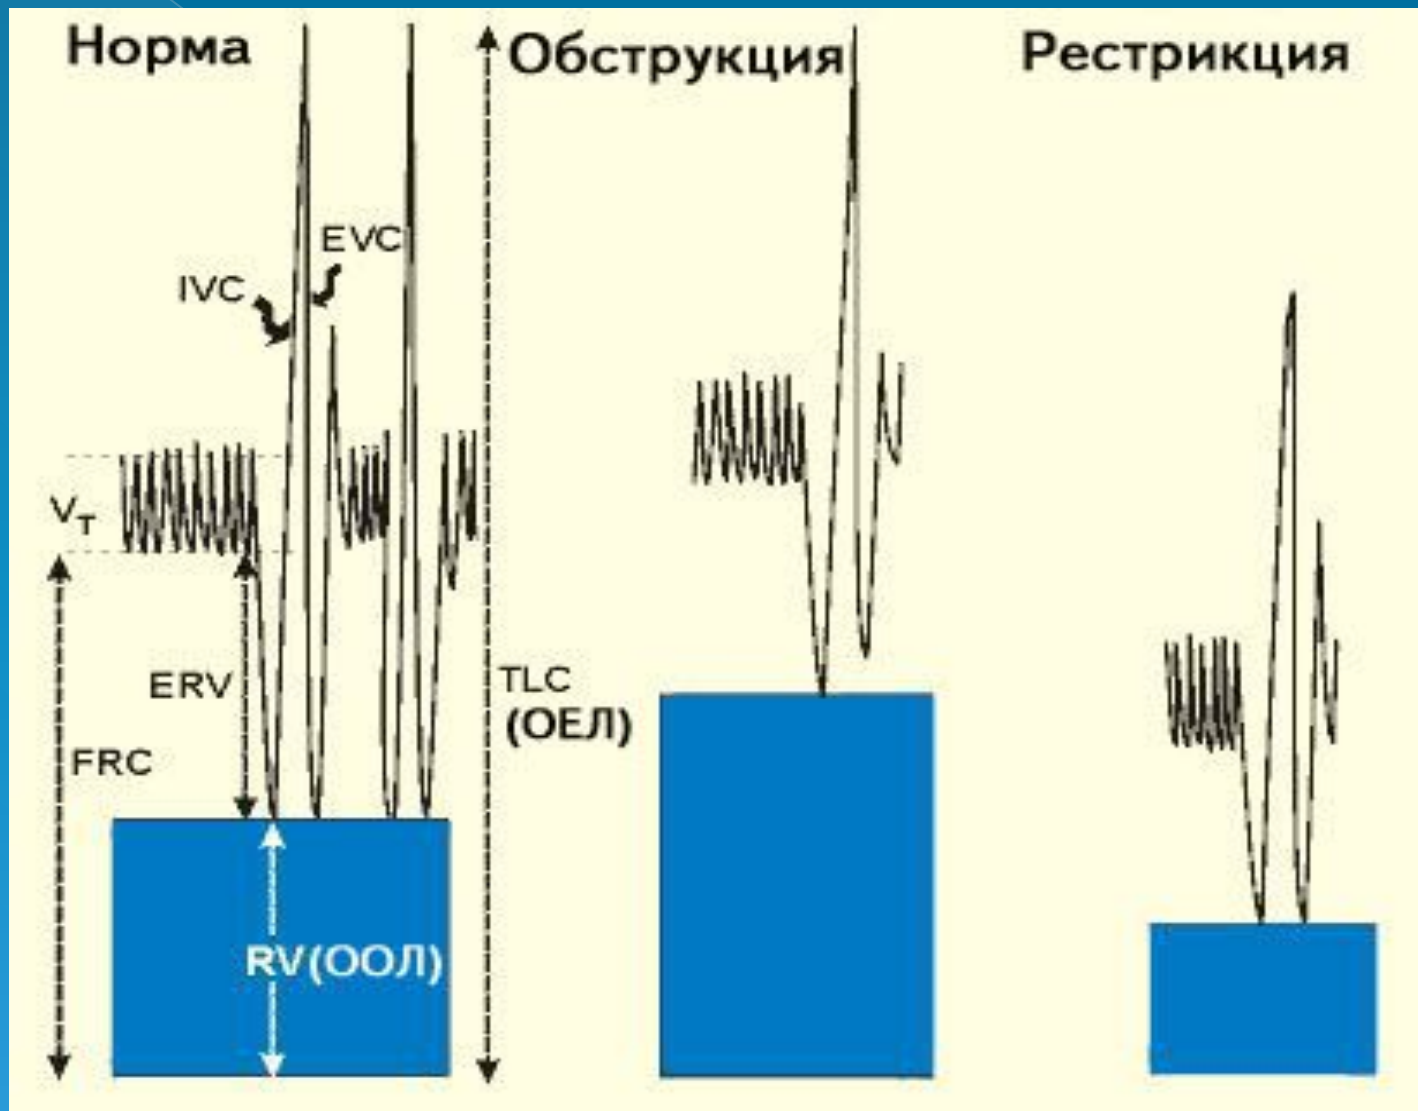 Норма
Обструкция
Рестрикция
EVC
IVC
VT
ERV
FRC
TLC
(ОЕЛ)
RV(ООЛ)